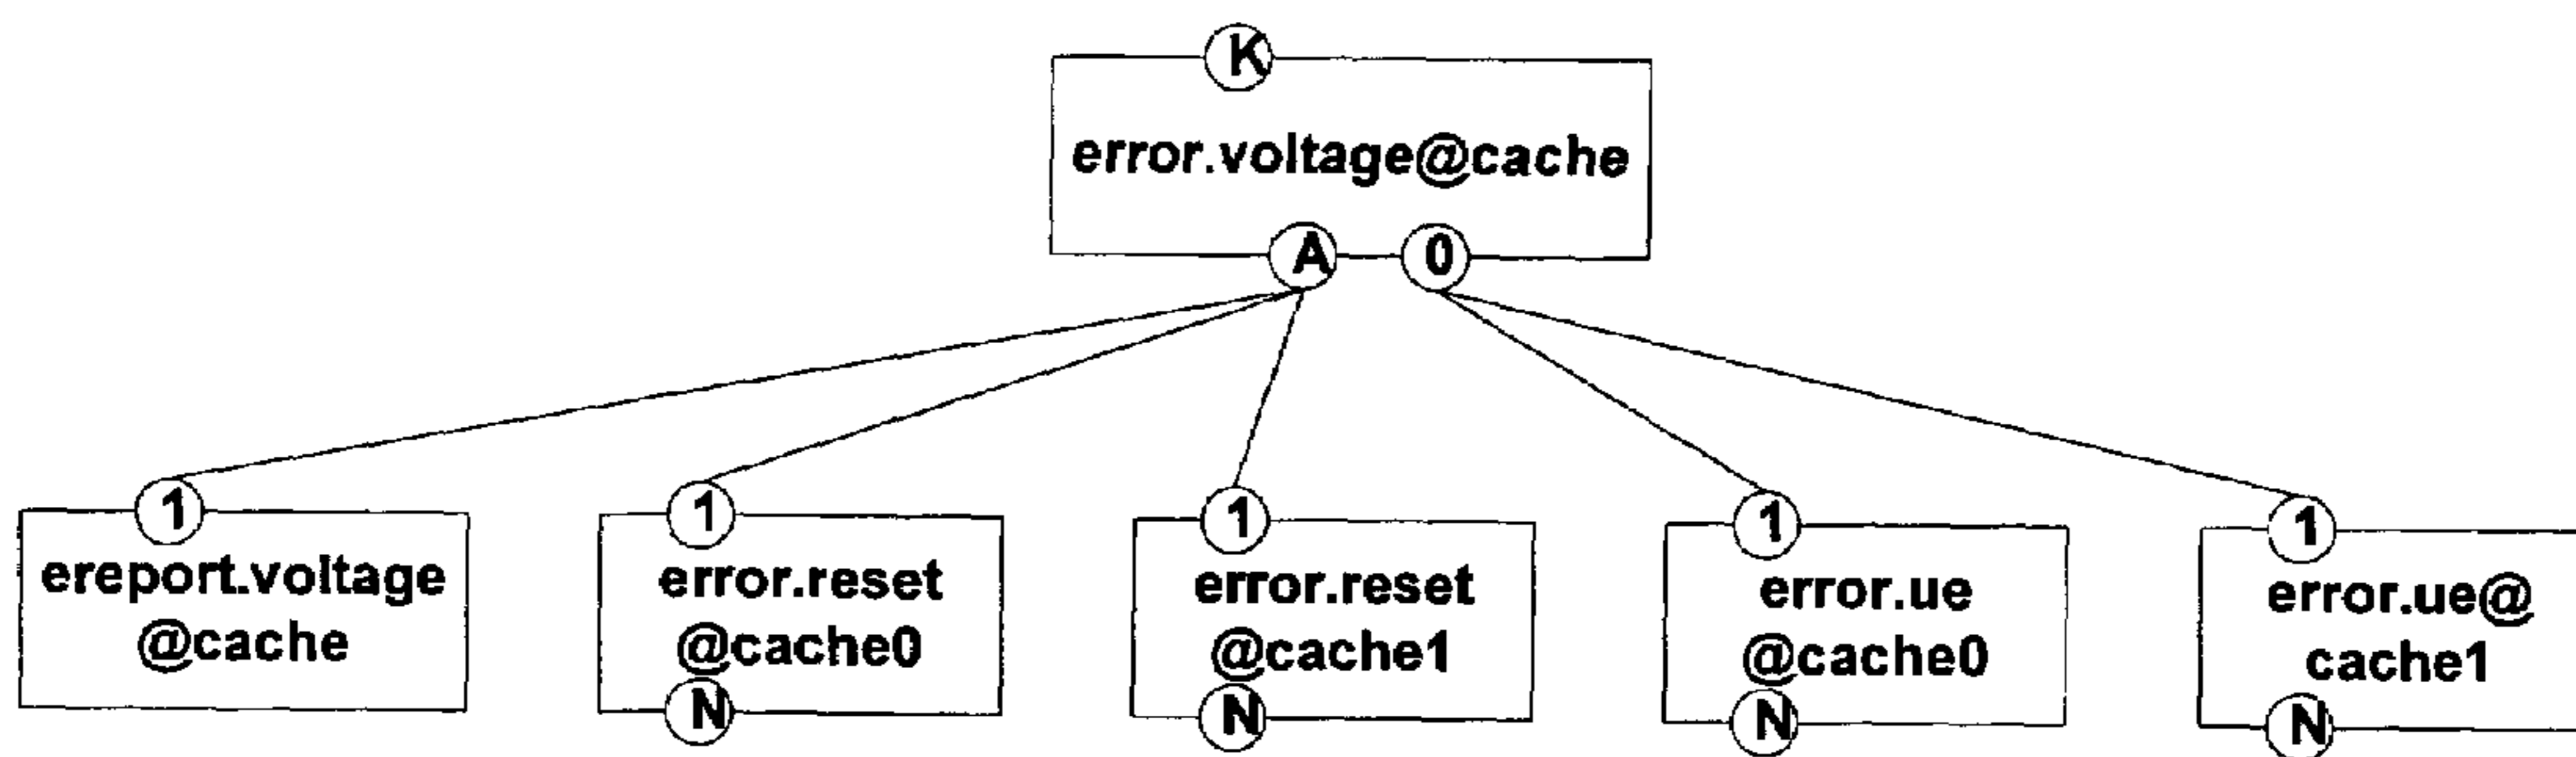 K
error.voltage@cache
A 0
1 1 1 1 1
ereport.voltage
@cache
error.reset
@cache0
error.reset
@cache1
error.ue
@cache0
error.ue@
cache1
N N N N